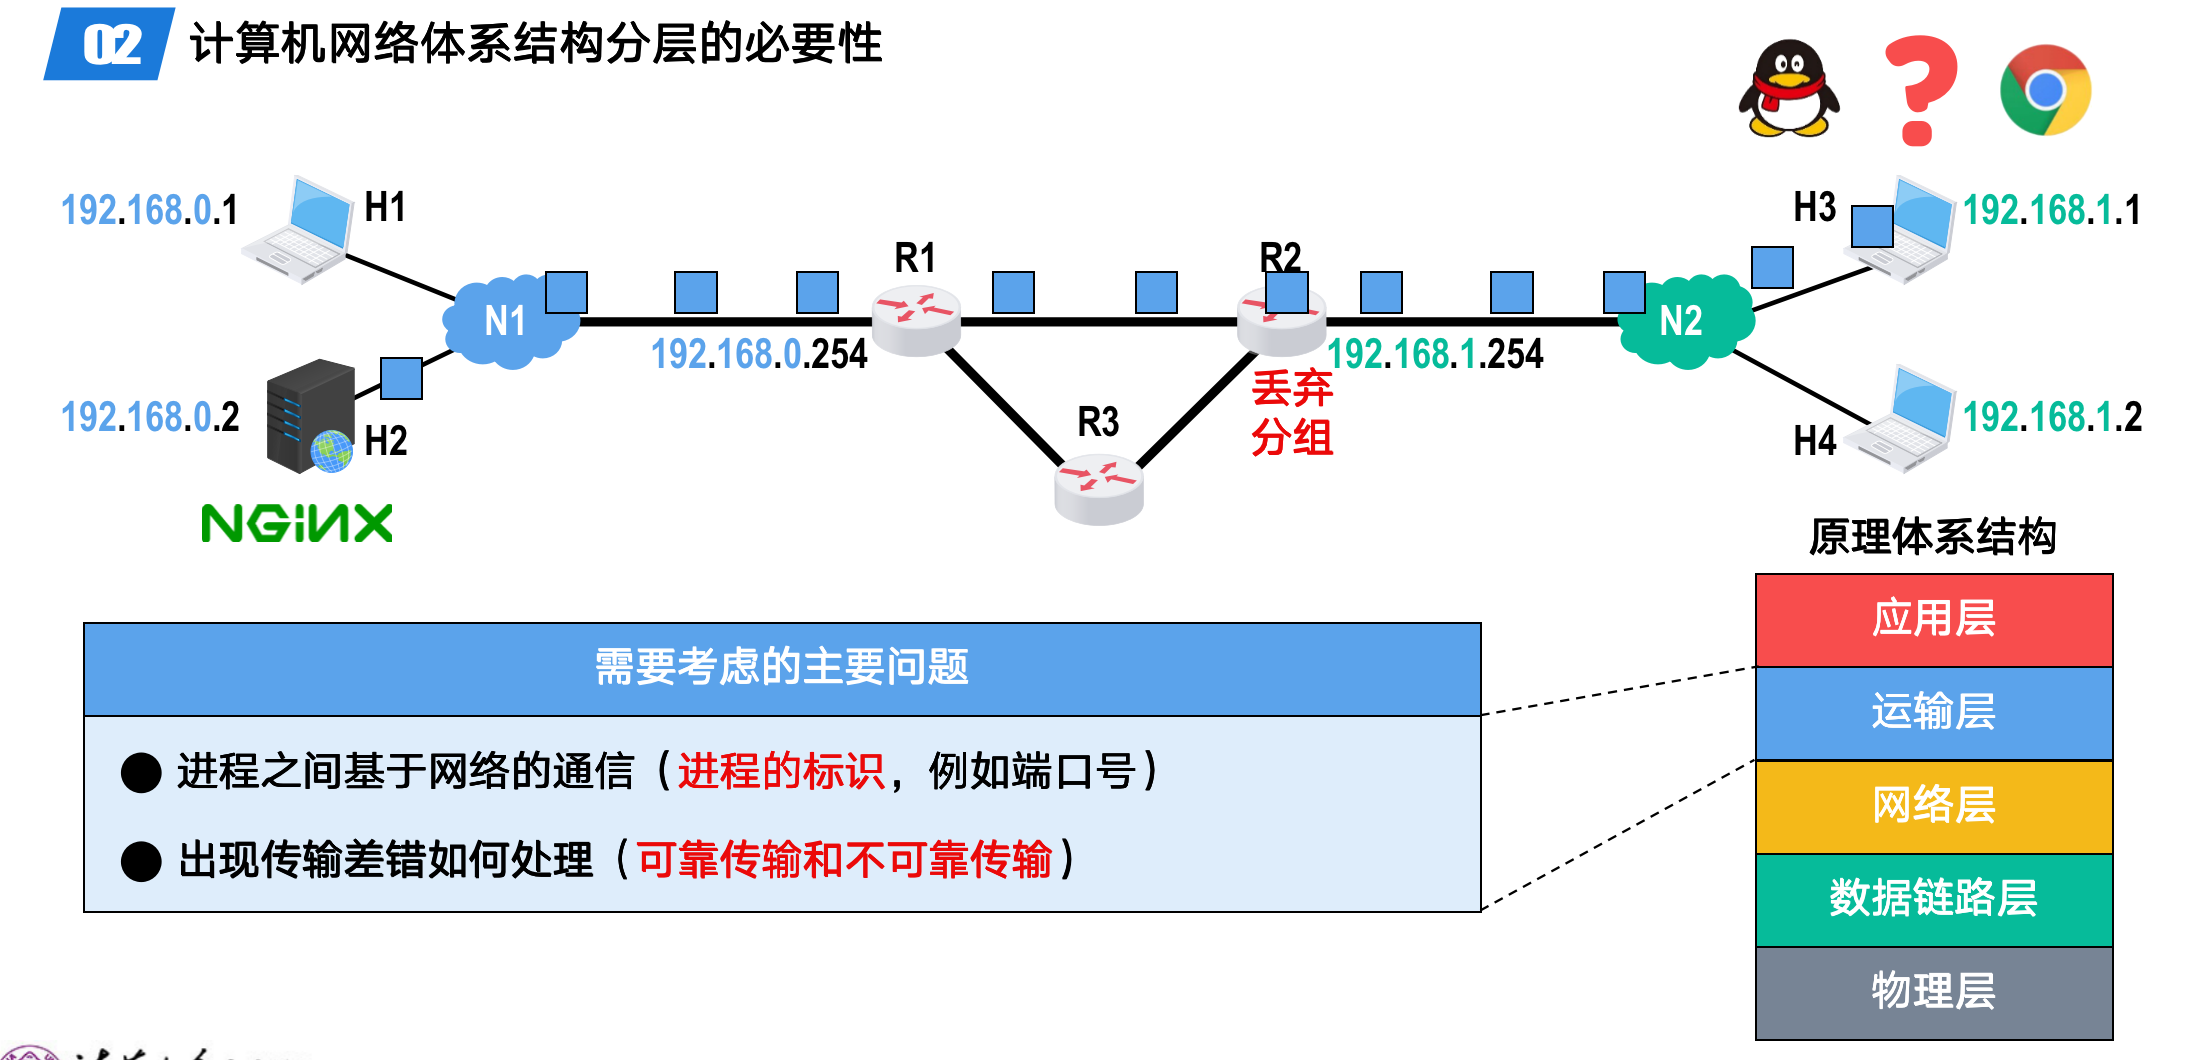 02 计算机网络体系结构分层的必要性
?
192.168.0.1
H1
H3
192.168.1.1
R1
R2
N1
N2
192.168.0.254
192.168.1.254
丢弃
分组
192.168.0.2
H2
R3
H4
192.168.1.2
NGINX
原理体系结构
应用层
运输层
网络层
数据链路层
物理层
需要考虑的主要问题
● 进程之间基于网络的通信（进程的标识，例如端口号）
● 出现传输差错如何处理（可靠传输和不可靠传输）